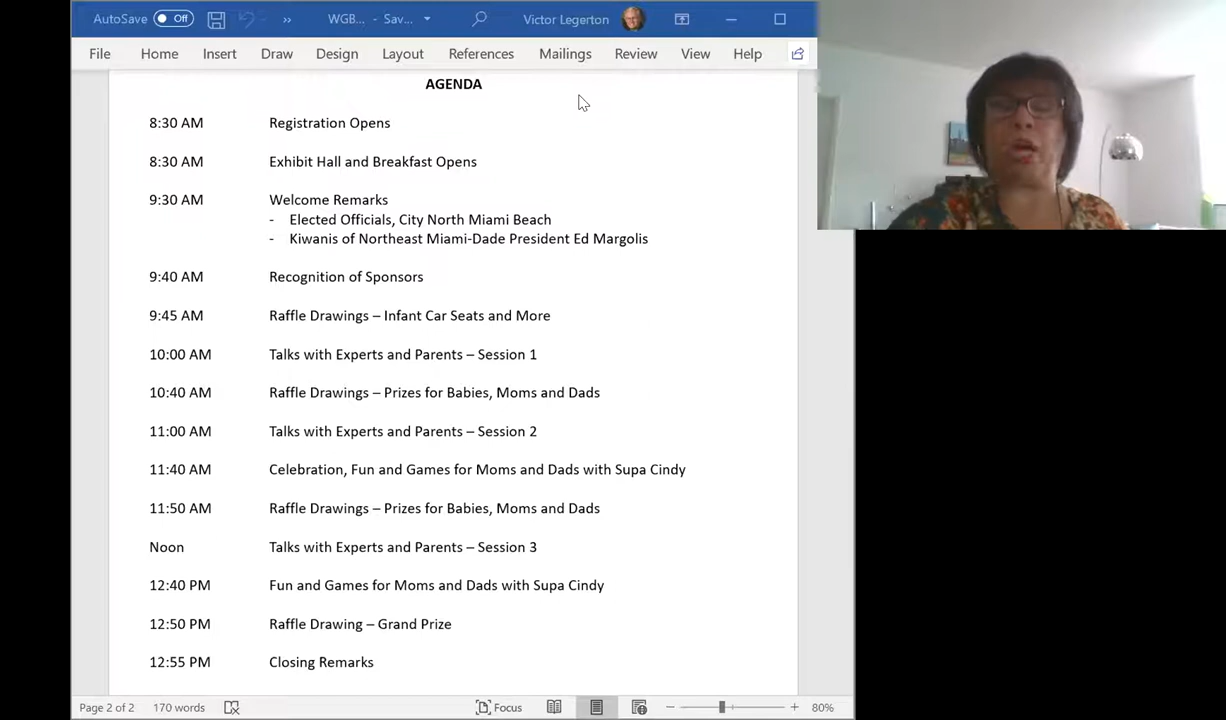 AutoSave Off WGB... - Sav... Victor Legerton
File Home Insert Draw Design Layout References Mailings Review View Help
AGENDA
8:30 AM Registration Opens
8:30 AM Exhibit Hall and Breakfast Opens
9:30 AM Welcome Remarks
- Elected Officials, City North Miami Beach
- Kiwanis of Northeast Miami-Dade President Ed Margolis
9:40 AM Recognition of Sponsors
9:45 AM Raffle Drawings – Infant Car Seats and More
10:00 AM Talks with Experts and Parents – Session 1
10:40 AM Raffle Drawings – Prizes for Babies, Moms and Dads
11:00 AM Talks with Experts and Parents – Session 2
11:40 AM Celebration, Fun and Games for Moms and Dads with Supa Cindy
11:50 AM Raffle Drawings – Prizes for Babies, Moms and Dads
Noon Talks with Experts and Parents – Session 3
12:40 PM Fun and Games for Moms and Dads with Supa Cindy
12:50 PM Raffle Drawing – Grand Prize
12:55 PM Closing Remarks
Page 2 of 2 170 words Focus 80%